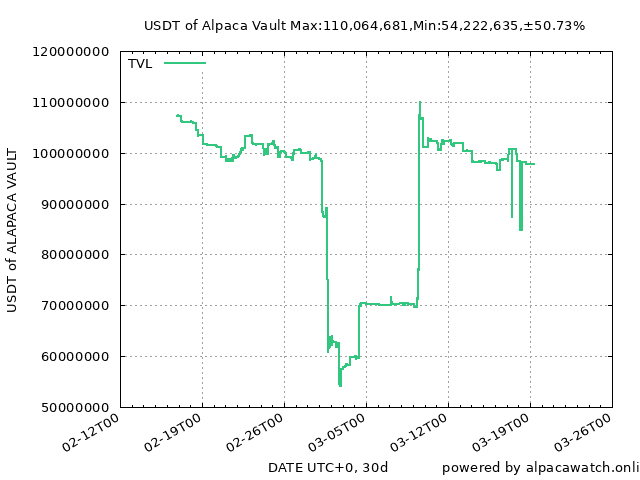 USDT of Alpaca Vault Max:110,064,681,Min:54,222,635,±50.73%
120000000
110000000
100000000
90000000
80000000
70000000
60000000
50000000
USDT of ALAPACA VAULT
TVL
02-12T00
02-19T00
02-26T00
03-05T00
03-12T00
03-19T00
03-26T00
DATE UTC+0, 30d
powered by alpacawatch.onli